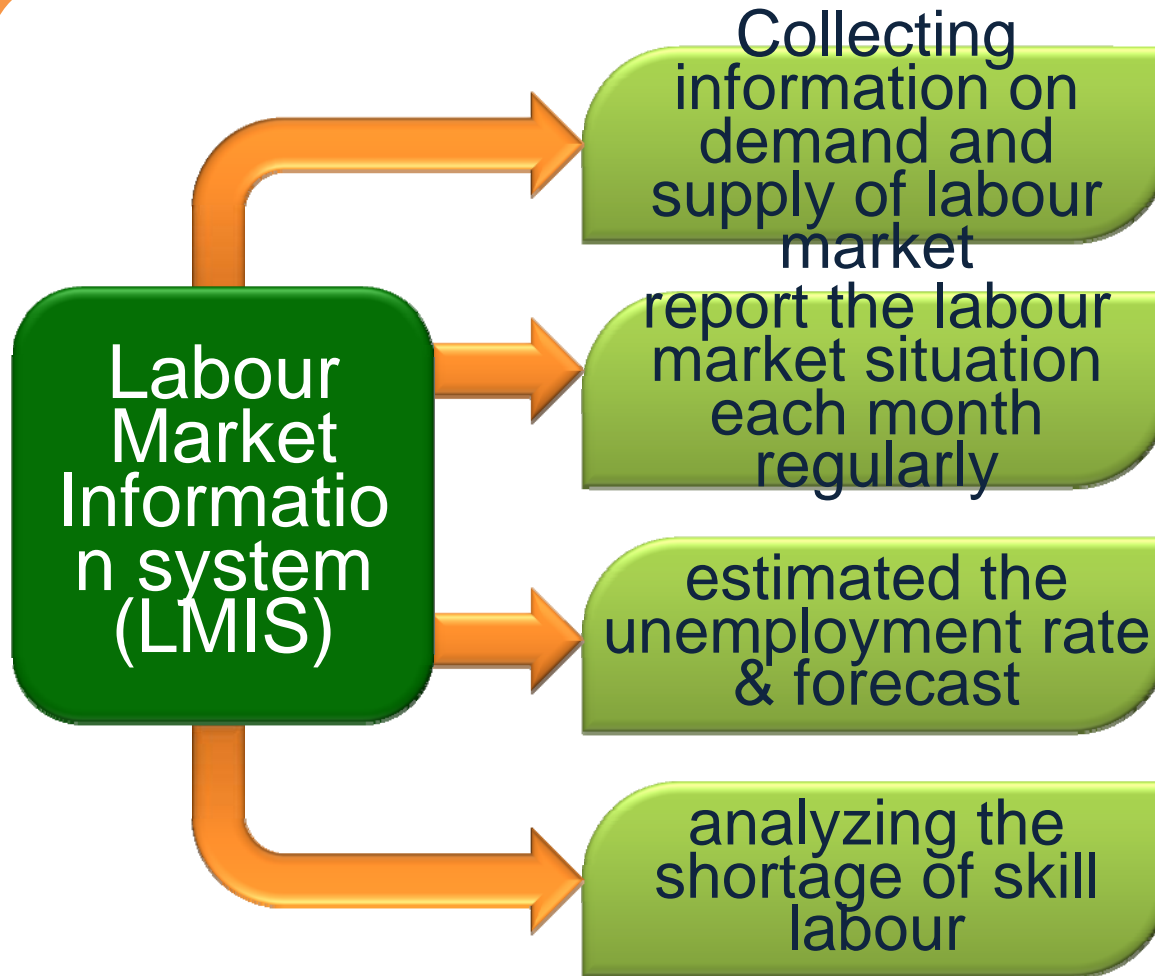 Collecting
information on
demand and
supply of labour
market
report the labour
market situation
each month
regularly
Labour
Market
Informatio
n system
(LMIS)
estimated the
unemployment rate
& forecast
analyzing the
shortage of skill
labour